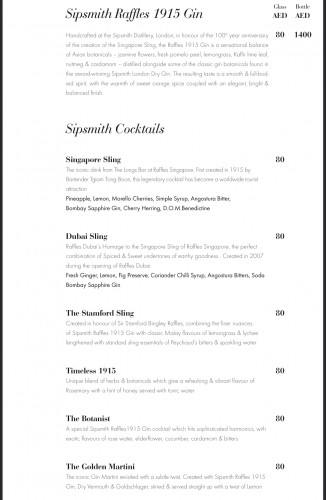 Glass Bottle
Sipsmith Raffles 1915 Gin AED AED
Handcrafted at the Sipsmith Distillery, London, in honour of the 100th year anniversary 80 1400
of the creation of the Singapore Sling, the Raffles 1915 Gin is a sensational balance
of Asian botanicals – jasmine flowers, fresh pomelo peel, lemongrass, Kaffir lime leaf,
nutmeg & cardamom – distilled alongside some of the classic gin botanicals found in
the award-winning Sipsmith London Dry Gin. The resulting taste is a smooth & full-bodied
spirit, with the warmth of sweet orange spice coupled with an elegant, bright &
balanced finish.
Sipsmith Cocktails
Singapore Sling 80
The iconic drink from The Longs Bar at Raffles Singapore. First created in 1915 by
Bartender Tgiam Tong Boon, this legendary cocktail has become a worldwide tourist
attraction
Pineapple, Lemon, Morello Cherries, Simple Syrup, Angostura Bitter,
Bombay Sapphire Gin, Cherry Herring, D.O.M Benedictine
Dubai Sling 80
Raffles Dubai's Homage to the Singapore Sling of Raffles Singapore, the perfect
combination of Spiced & Sweet undertones of earthy goodness . Created in 2007
during the opening of Raffles Dubai
Fresh Ginger, Lemon, Fig Preserve, Coriander Chilli Syrup, Angostura Bitters, Soda
Bombay Sapphire Gin
The Stamford Sling 80
Created in honour of Sir Stamford Bingley Raffles, combining the finer nuances
of Sipsmith Raffles 1915 Gin with classic Maley flavours of lemongrass & lychee
lengthened with standard sling essentials of Peychaud's bitters & sparkling water
Timeless 1915 80
Unique blend of herbs & botanicals which give a refreshing & vibrant flavour of
Rosemary with a hint of honey served with tonic water.
The Botanist 80
A special Sipsmith Raffles1915 Gin cocktail which hits sophisticated harmonics, with
exotic flavours of rose water, elderflower, cucumber, cardamom & bitters
The Golden Martini 80
The iconic Gin Martini revisited with a subtle twist. Created with Sipsmith Raffles 1915
Gin, Dry Vermouth & Goldschlager, stirred & served straight up with a twist of Lemon